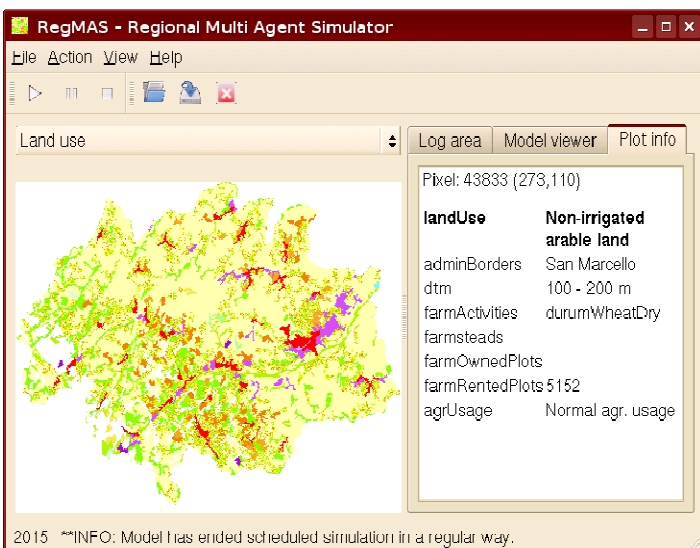 RegMAS - Regional Multi Agent Simulator
File Action View Help
Land use
Log area Model viewer Plot info
Pixel: 43833 (273,110)
landUse Non-irrigated
arable land
adminBorders San Marcello
dtm 100 - 200 m
farmActivities durumWheatDry
farmsteads
farmOwnedPlots
farmRentedPlots 5152
agrUsage Normal agr. usage
2015 **INFO: Model has ended scheduled simulation in a regular way.